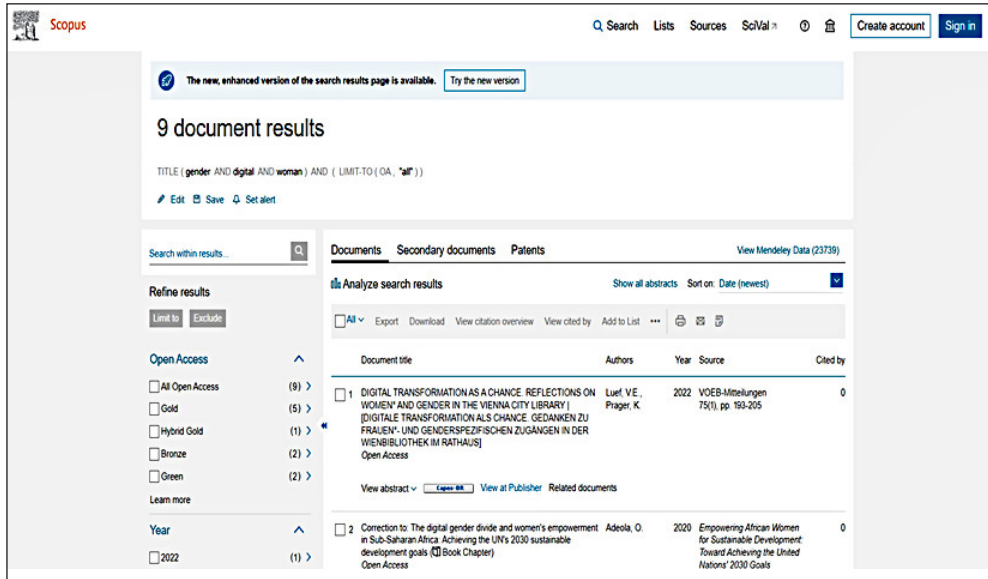 Scopus
Search Lists Sources SciVal Create account Sign in
The new, enhanced version of the search results page is available. Try the new version
9 document results
TITLE ( gender AND digital AND woman ) AND ( LIMIT-TO ( OA , "all" ) )
Edit Save Set alert
Search within results...
Refine results
Limit to Exclude
Open Access
All Open Access (9)
Gold (5)
Hybrid Gold (1)
Bronze (2)
Green (2)
Learn more
Year
2022 (1)
Documents Secondary documents Patents View Mendeley Data (23739)
Analyze search results Show all abstracts Sort on: Date (newest)
All Export Download View citation overview View cited by Add to List •••
Document title Authors Year Source Cited by
1 DIGITAL TRANSFORMATION AS A CHANCE. REFLECTIONS ON Luef, V.E., 2022 VOEB-Mitteilungen 0
WOMEN* AND GENDER IN THE VIENNA CITY LIBRARY | Prager, K. 75(1), pp. 193-205
[DIGITALE TRANSFORMATION ALS CHANCE. GEDANKEN ZU
FRAUEN*- UND GENDERSPEZIFISCHEN ZUGÄNGEN IN DER
WIENBIBLIOTHEK IM RATHAUS]
Open Access
View abstract View at Publisher Related documents
2 Correction to: The digital gender divide and women's empowerment Adeola, O. 2020 Empowering African Women 0
in Sub-Saharan Africa: Achieving the UN's 2030 sustainable for Sustainable Development:
development goals (Book Chapter) Toward Achieving the United
Open Access Nations' 2030 Goals